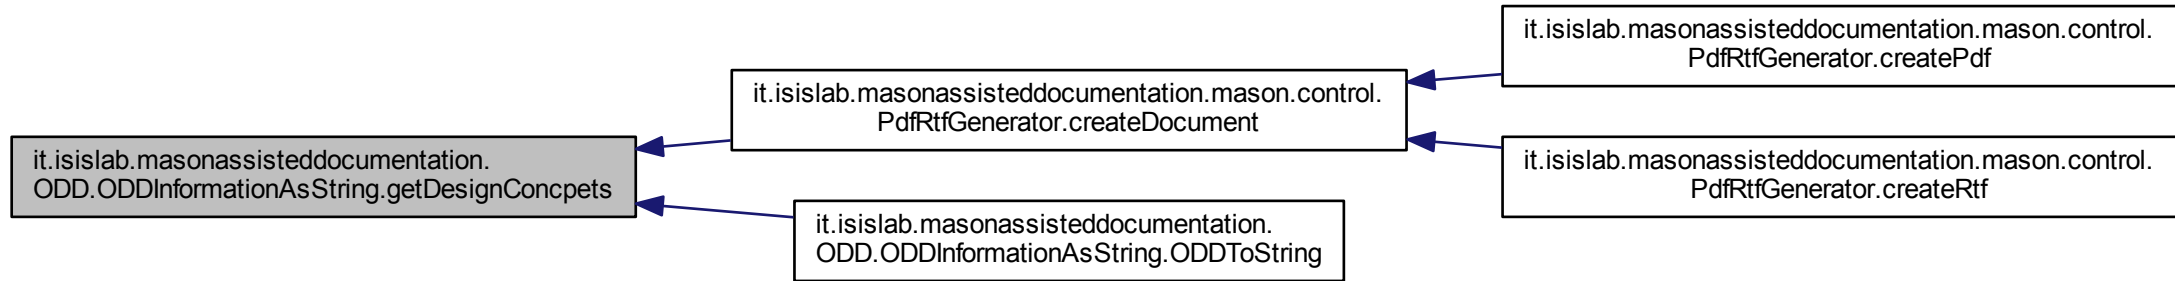 it.isislab.masonassisteddocumentation.
ODD.ODDInformationAsString.getDesignConcpets
it.isislab.masonassisteddocumentation.mason.control.
PdfRtfGenerator.createDocument
it.isislab.masonassisteddocumentation.
ODD.ODDInformationAsString.ODDToString
it.isislab.masonassisteddocumentation.mason.control.
PdfRtfGenerator.createPdf
it.isislab.masonassisteddocumentation.mason.control.
PdfRtfGenerator.createRtf